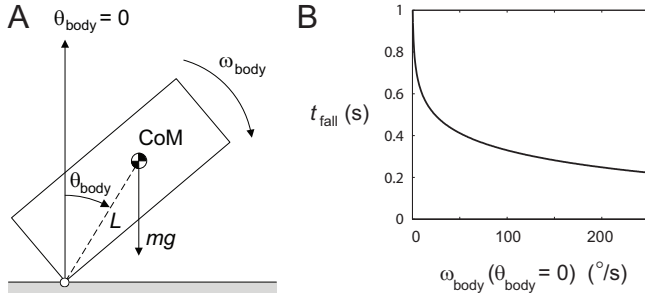 A
θbody = 0
ωbody
CoM
θbody
L
mg
B
1
0.8
0.6
0.4
0.2
0
tfall (s)
0 100 200
ωbody (θbody = 0) (°/s)